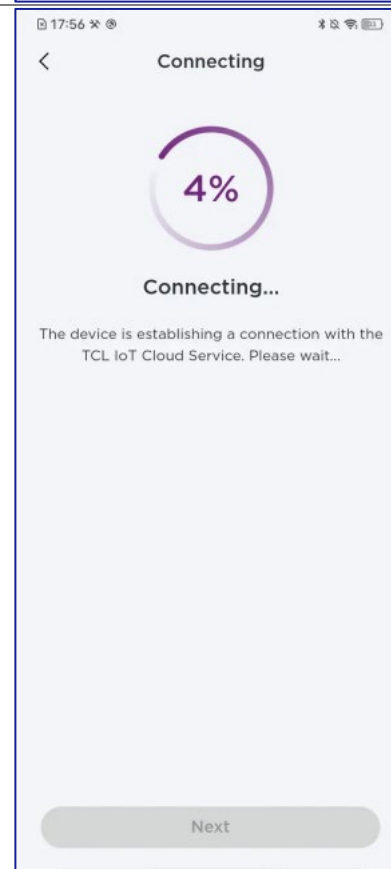 17:56
Connecting
4%
Connecting...
The device is establishing a connection with the
TCL IoT Cloud Service. Please wait...
Next